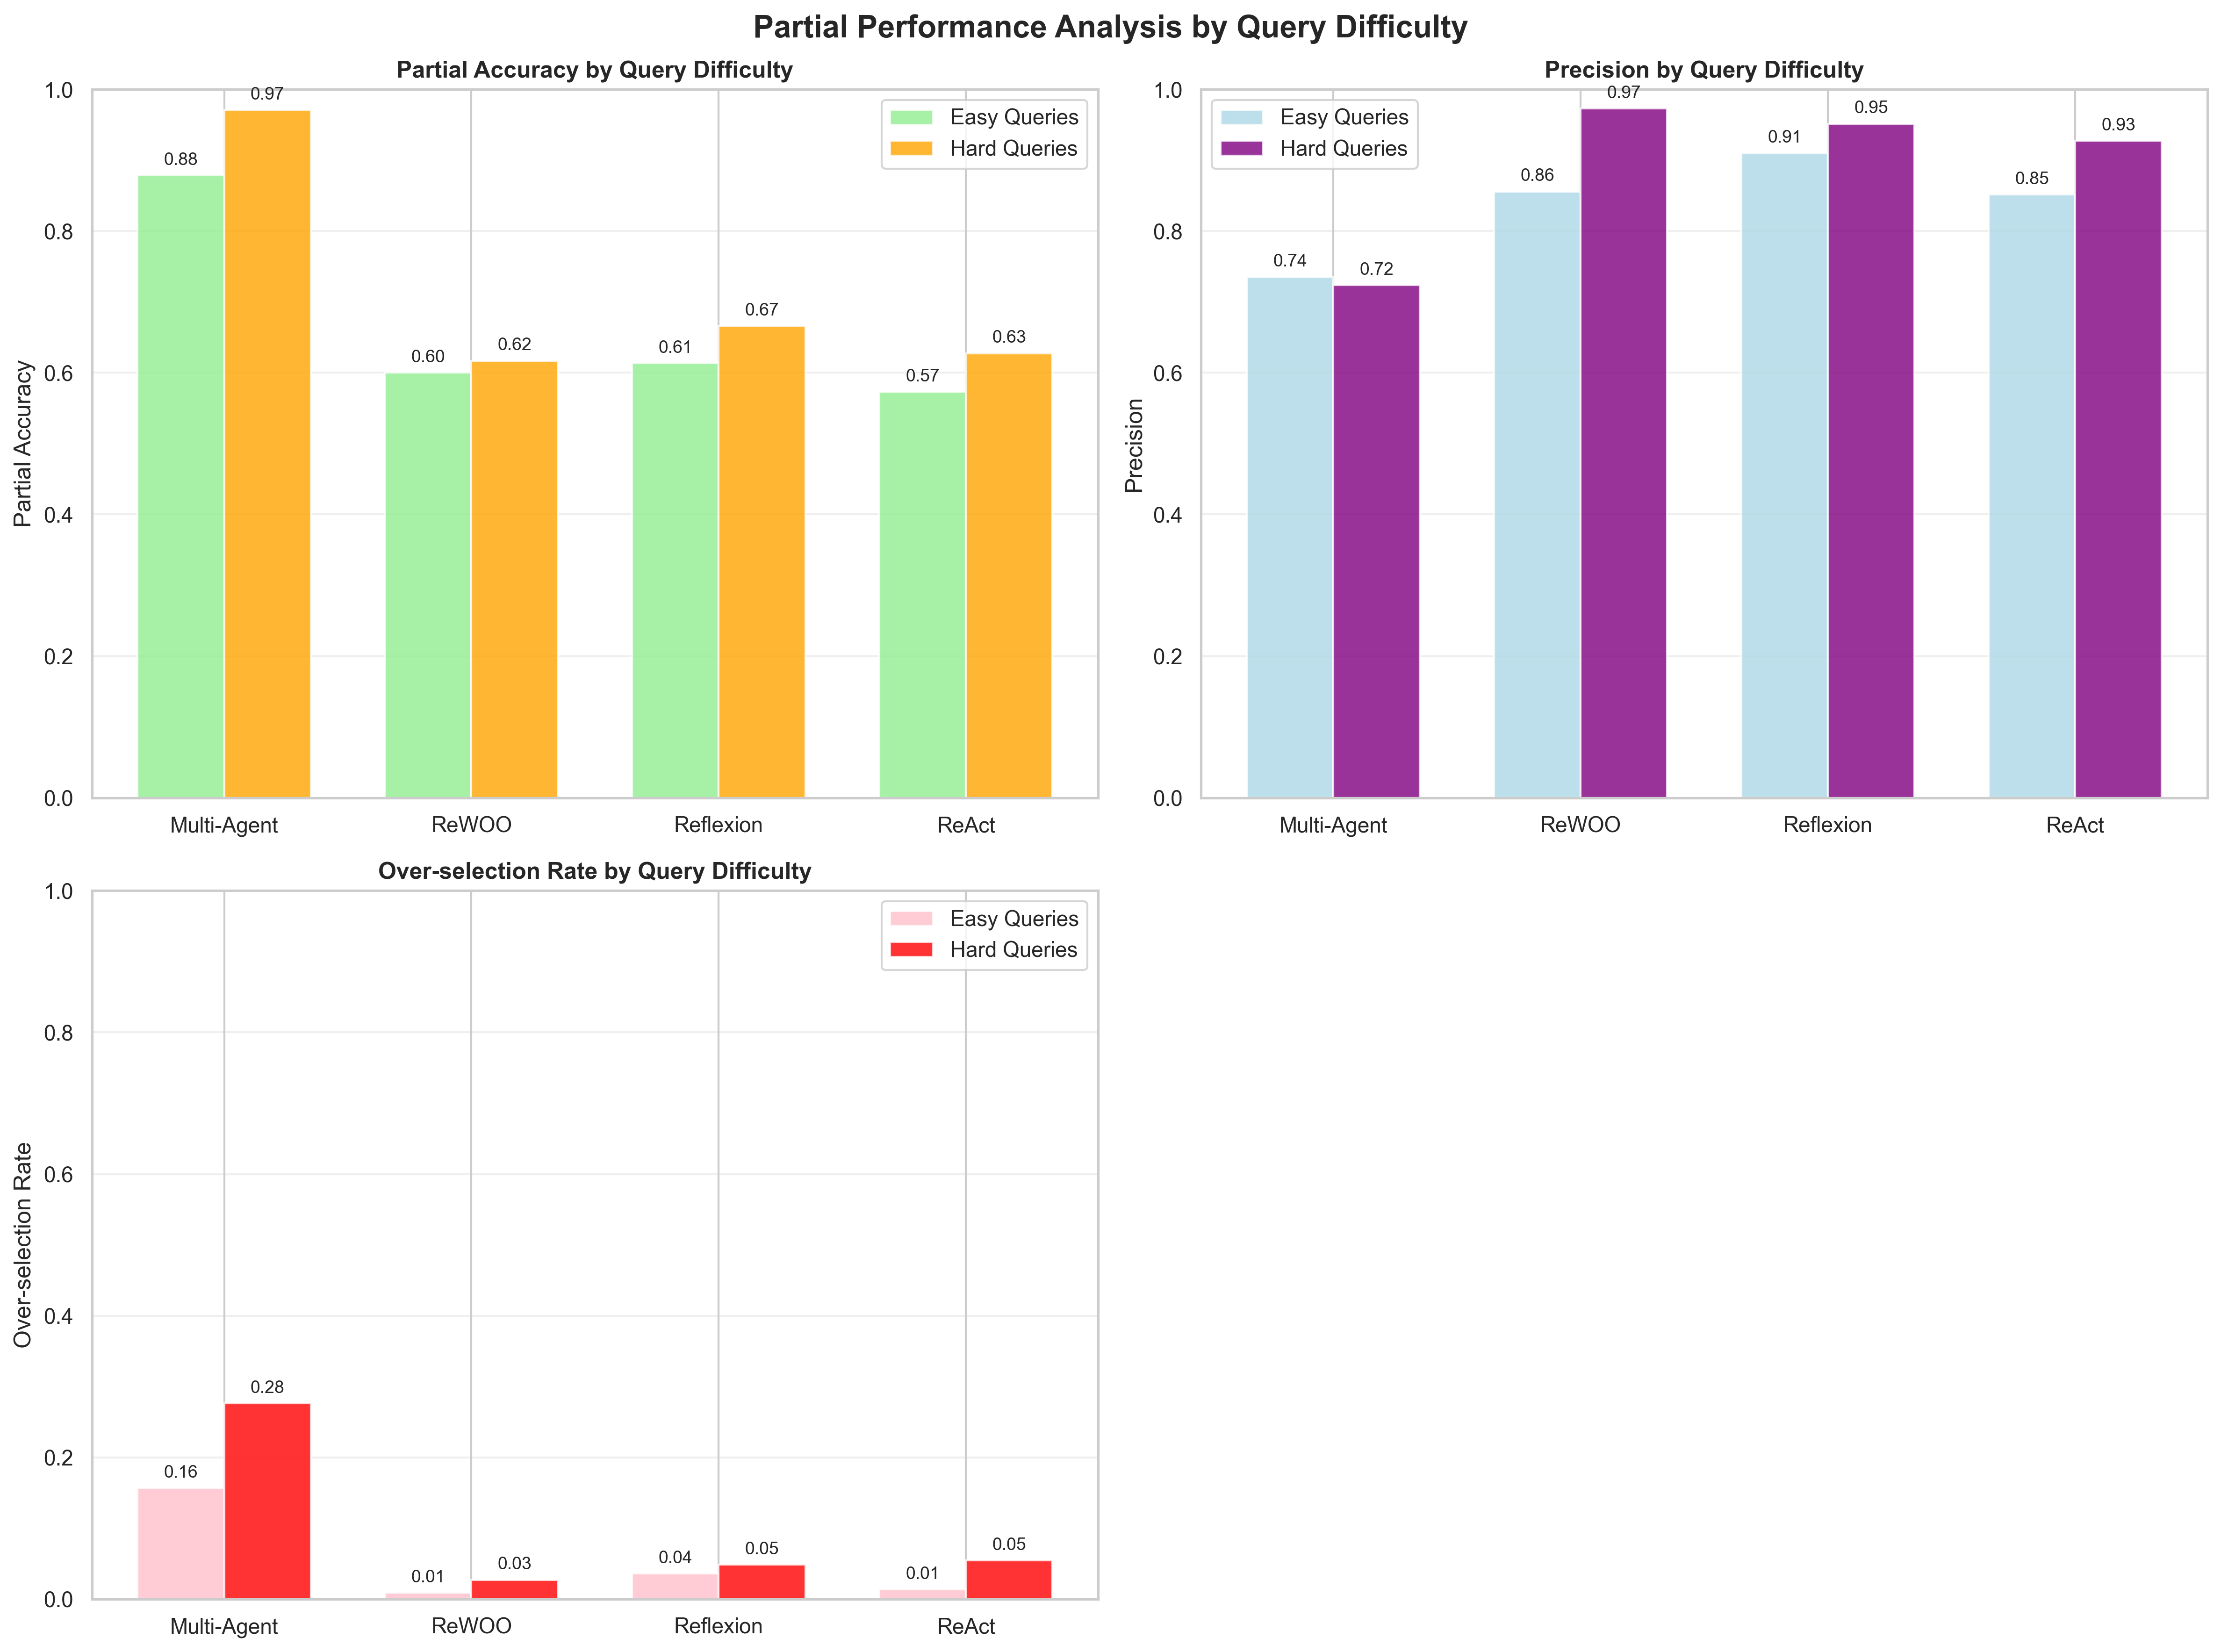 Partial Performance Analysis by Query Difficulty
Partial Accuracy by Query Difficulty
Partial Accuracy
1.0
0.8
0.6
0.4
0.2
0.0
Easy Queries
Hard Queries
0.88
0.97
0.60
0.62
0.61
0.67
0.57
0.63
Multi-Agent
ReWOO
Reflexion
ReAct
Precision by Query Difficulty
Precision
1.0
0.8
0.6
0.4
0.2
0.0
Easy Queries
Hard Queries
0.74
0.72
0.86
0.97
0.91
0.95
0.85
0.93
Multi-Agent
ReWOO
Reflexion
ReAct
Over-selection Rate by Query Difficulty
Over-selection Rate
1.0
0.8
0.6
0.4
0.2
0.0
Easy Queries
Hard Queries
0.16
0.28
0.01
0.03
0.04
0.05
0.01
0.05
Multi-Agent
ReWOO
Reflexion
ReAct